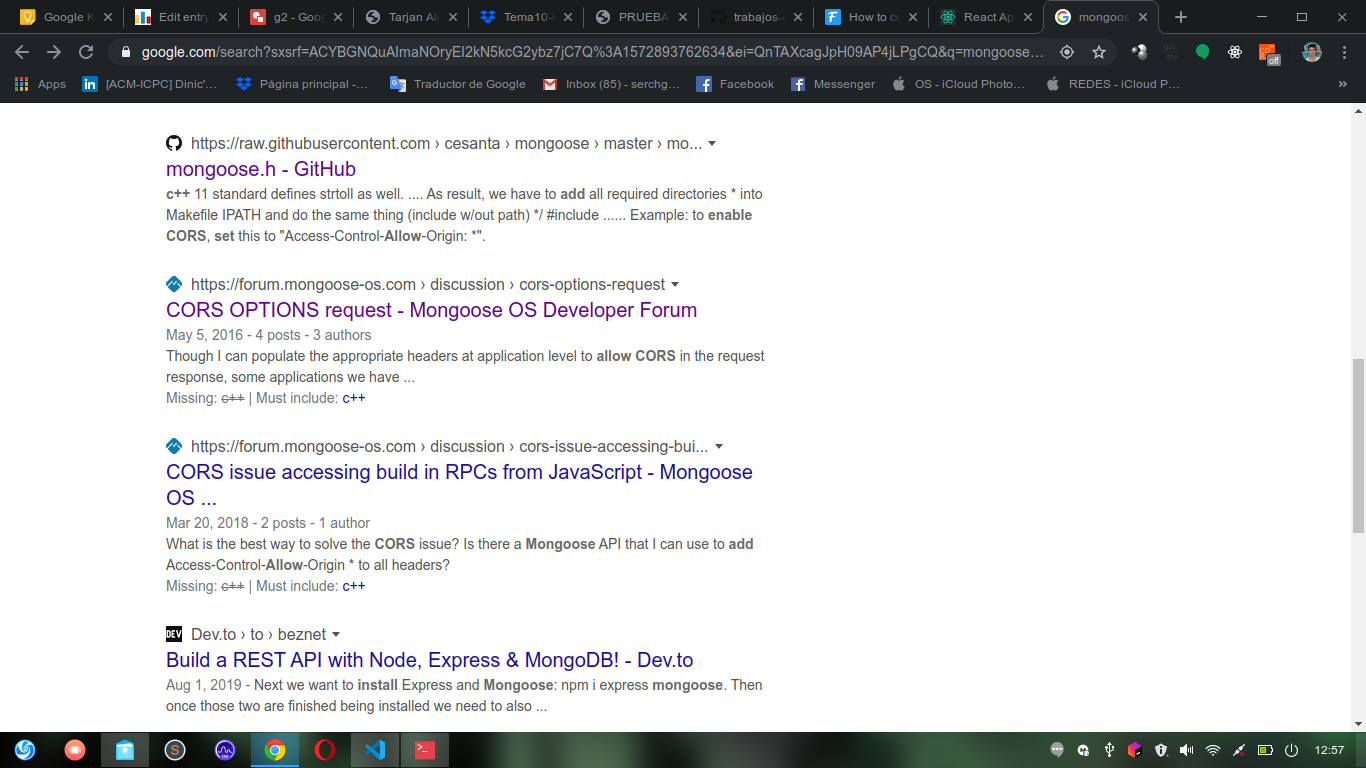 Google K
Edit entry
g2 - Goog
Tarjan Al
Tema10-
PRUEBA
trabajos-
How to co
React Ap
mongoos
google.com/search?sxsrf=ACYBGNQuAImaNOryEI2kN5kcG2ybz7jC7Q%3A1572893762634&ei=QnTAXcagJpH09AP4jLPgCQ&q=mongoose...
off
Apps
[ACM-ICPC] Dinic'...
Página principal -...
Traductor de Google
Inbox (85) - serchg...
Facebook
Messenger
OS - iCloud Photo...
REDES - iCloud P...
»
https://raw.githubusercontent.com › cesanta › mongoose › master › mo...
mongoose.h - GitHub
c++ 11 standard defines strtoll as well. .... As result, we have to add all required directories * into
Makefile IPATH and do the same thing (include w/out path) */ #include ...... Example: to enable
CORS, set this to "Access-Control-Allow-Origin: *".
https://forum.mongoose-os.com › discussion › cors-options-request
CORS OPTIONS request - Mongoose OS Developer Forum
May 5, 2016 - 4 posts - 3 authors
Though I can populate the appropriate headers at application level to allow CORS in the request
response, some applications we have ...
Missing: c++ | Must include: c++
https://forum.mongoose-os.com › discussion › cors-issue-accessing-bui...
CORS issue accessing build in RPCs from JavaScript - Mongoose
OS ...
Mar 20, 2018 - 2 posts - 1 author
What is the best way to solve the CORS issue? Is there a Mongoose API that I can use to add
Access-Control-Allow-Origin * to all headers?
Missing: c++ | Must include: c++
DEV
Dev.to › to › beznet
Build a REST API with Node, Express & MongoDB! - Dev.to
Aug 1, 2019 - Next we want to install Express and Mongoose: npm i express mongoose. Then
once those two are finished being installed we need to also ...
12:57